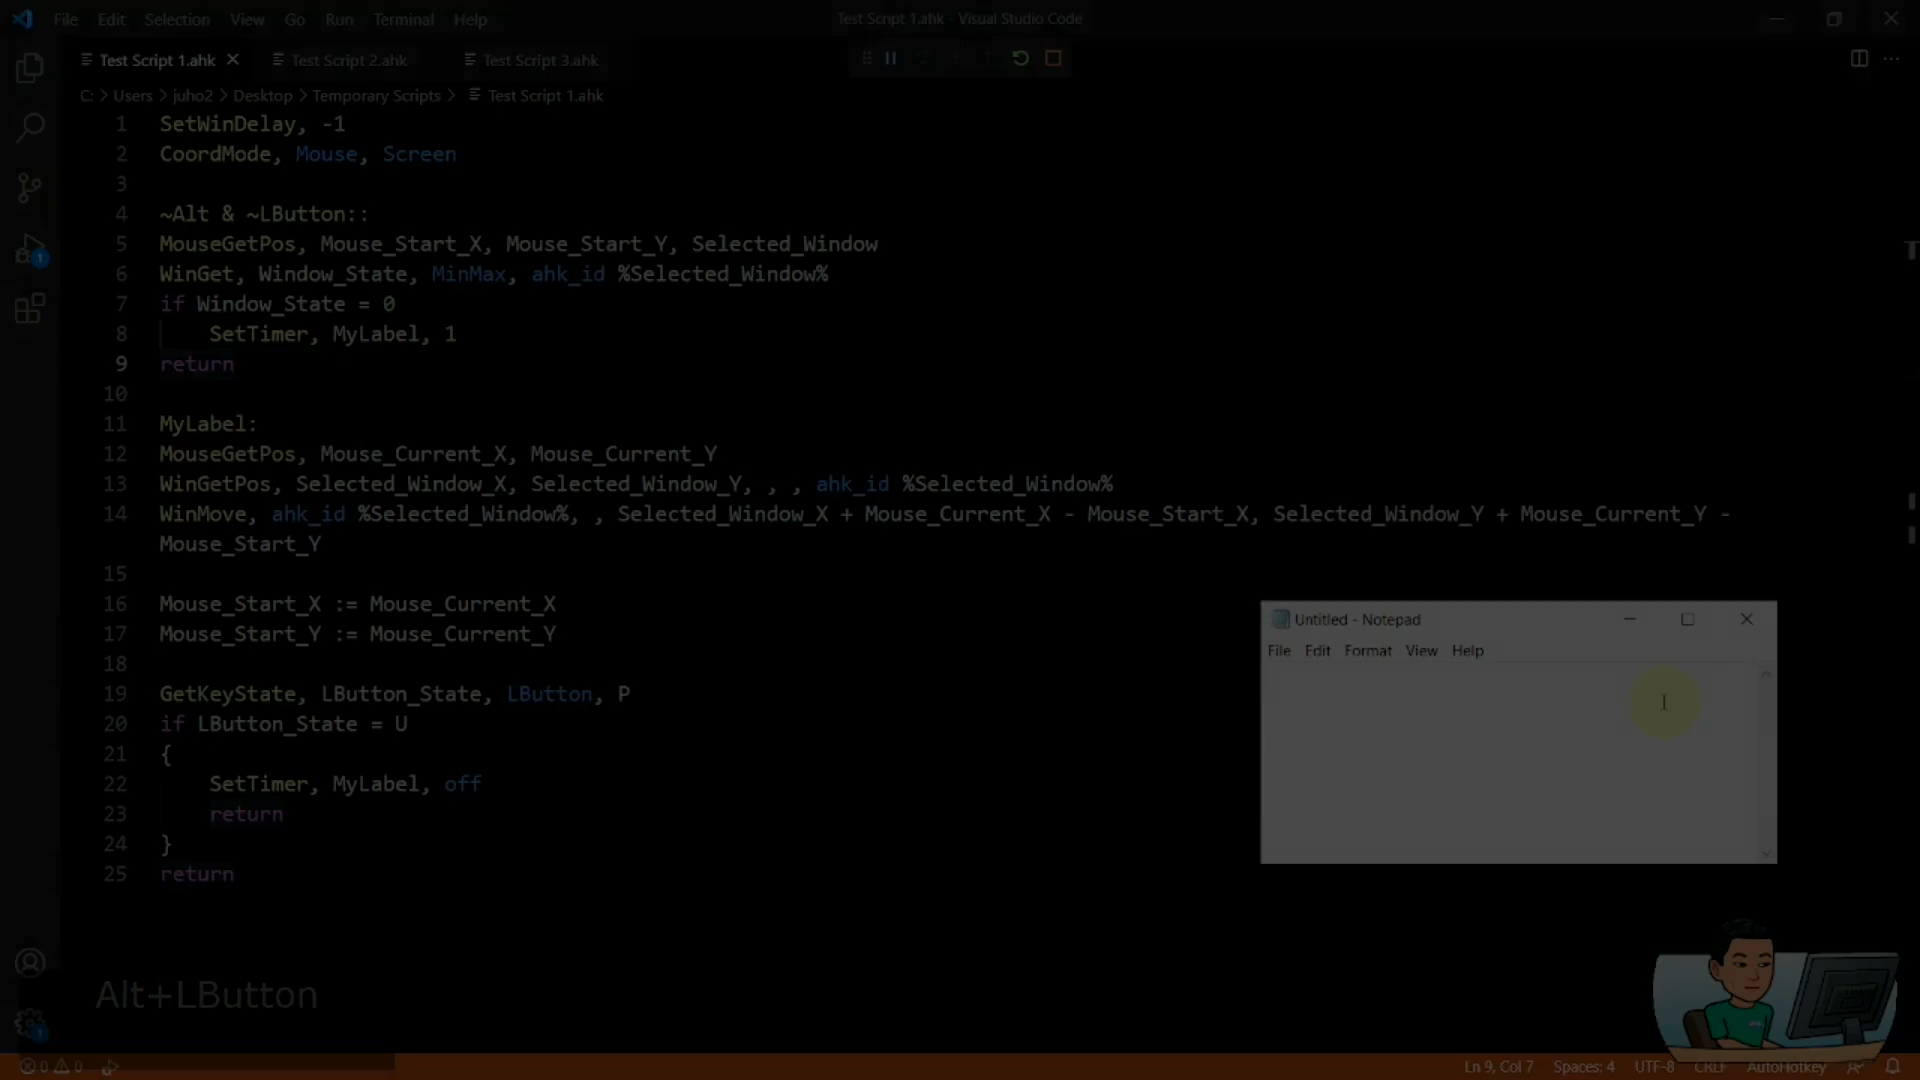 File Edit Selection View Go Run Terminal Help
Test Script 1.ahk - Visual Studio Code
Test Script 1.ahk
Test Script 2.ahk
Test Script 3.ahk
C: > Users > juho2 > Desktop > Temporary Scripts > Test Script 1.ahk
1 SetWinDelay, -1
2 CoordMode, Mouse, Screen
3
4 ~Alt & ~LButton::
5 MouseGetPos, Mouse_Start_X, Mouse_Start_Y, Selected_Window
6 WinGet, Window_State, MinMax, ahk_id %Selected_Window%
7 if Window_State = 0
8 SetTimer, MyLabel, 1
9 return
10
11 MyLabel:
12 MouseGetPos, Mouse_Current_X, Mouse_Current_Y
13 WinGetPos, Selected_Window_X, Selected_Window_Y, , , ahk_id %Selected_Window%
14 WinMove, ahk_id %Selected_Window%, , Selected_Window_X + Mouse_Current_X - Mouse_Start_X, Selected_Window_Y + Mouse_Current_Y -
Mouse_Start_Y
15
16 Mouse_Start_X := Mouse_Current_X
17 Mouse_Start_Y := Mouse_Current_Y
18
19 GetKeyState, LButton_State, LButton, P
20 if LButton_State = U
21 {
22 SetTimer, MyLabel, off
23 return
24 }
25 return
Untitled - Notepad
File Edit Format View Help
1
Alt+LButton
1
0 0
Ln 9, Col 7 Spaces: 4 UTF-8 CRLF AutoHotkey